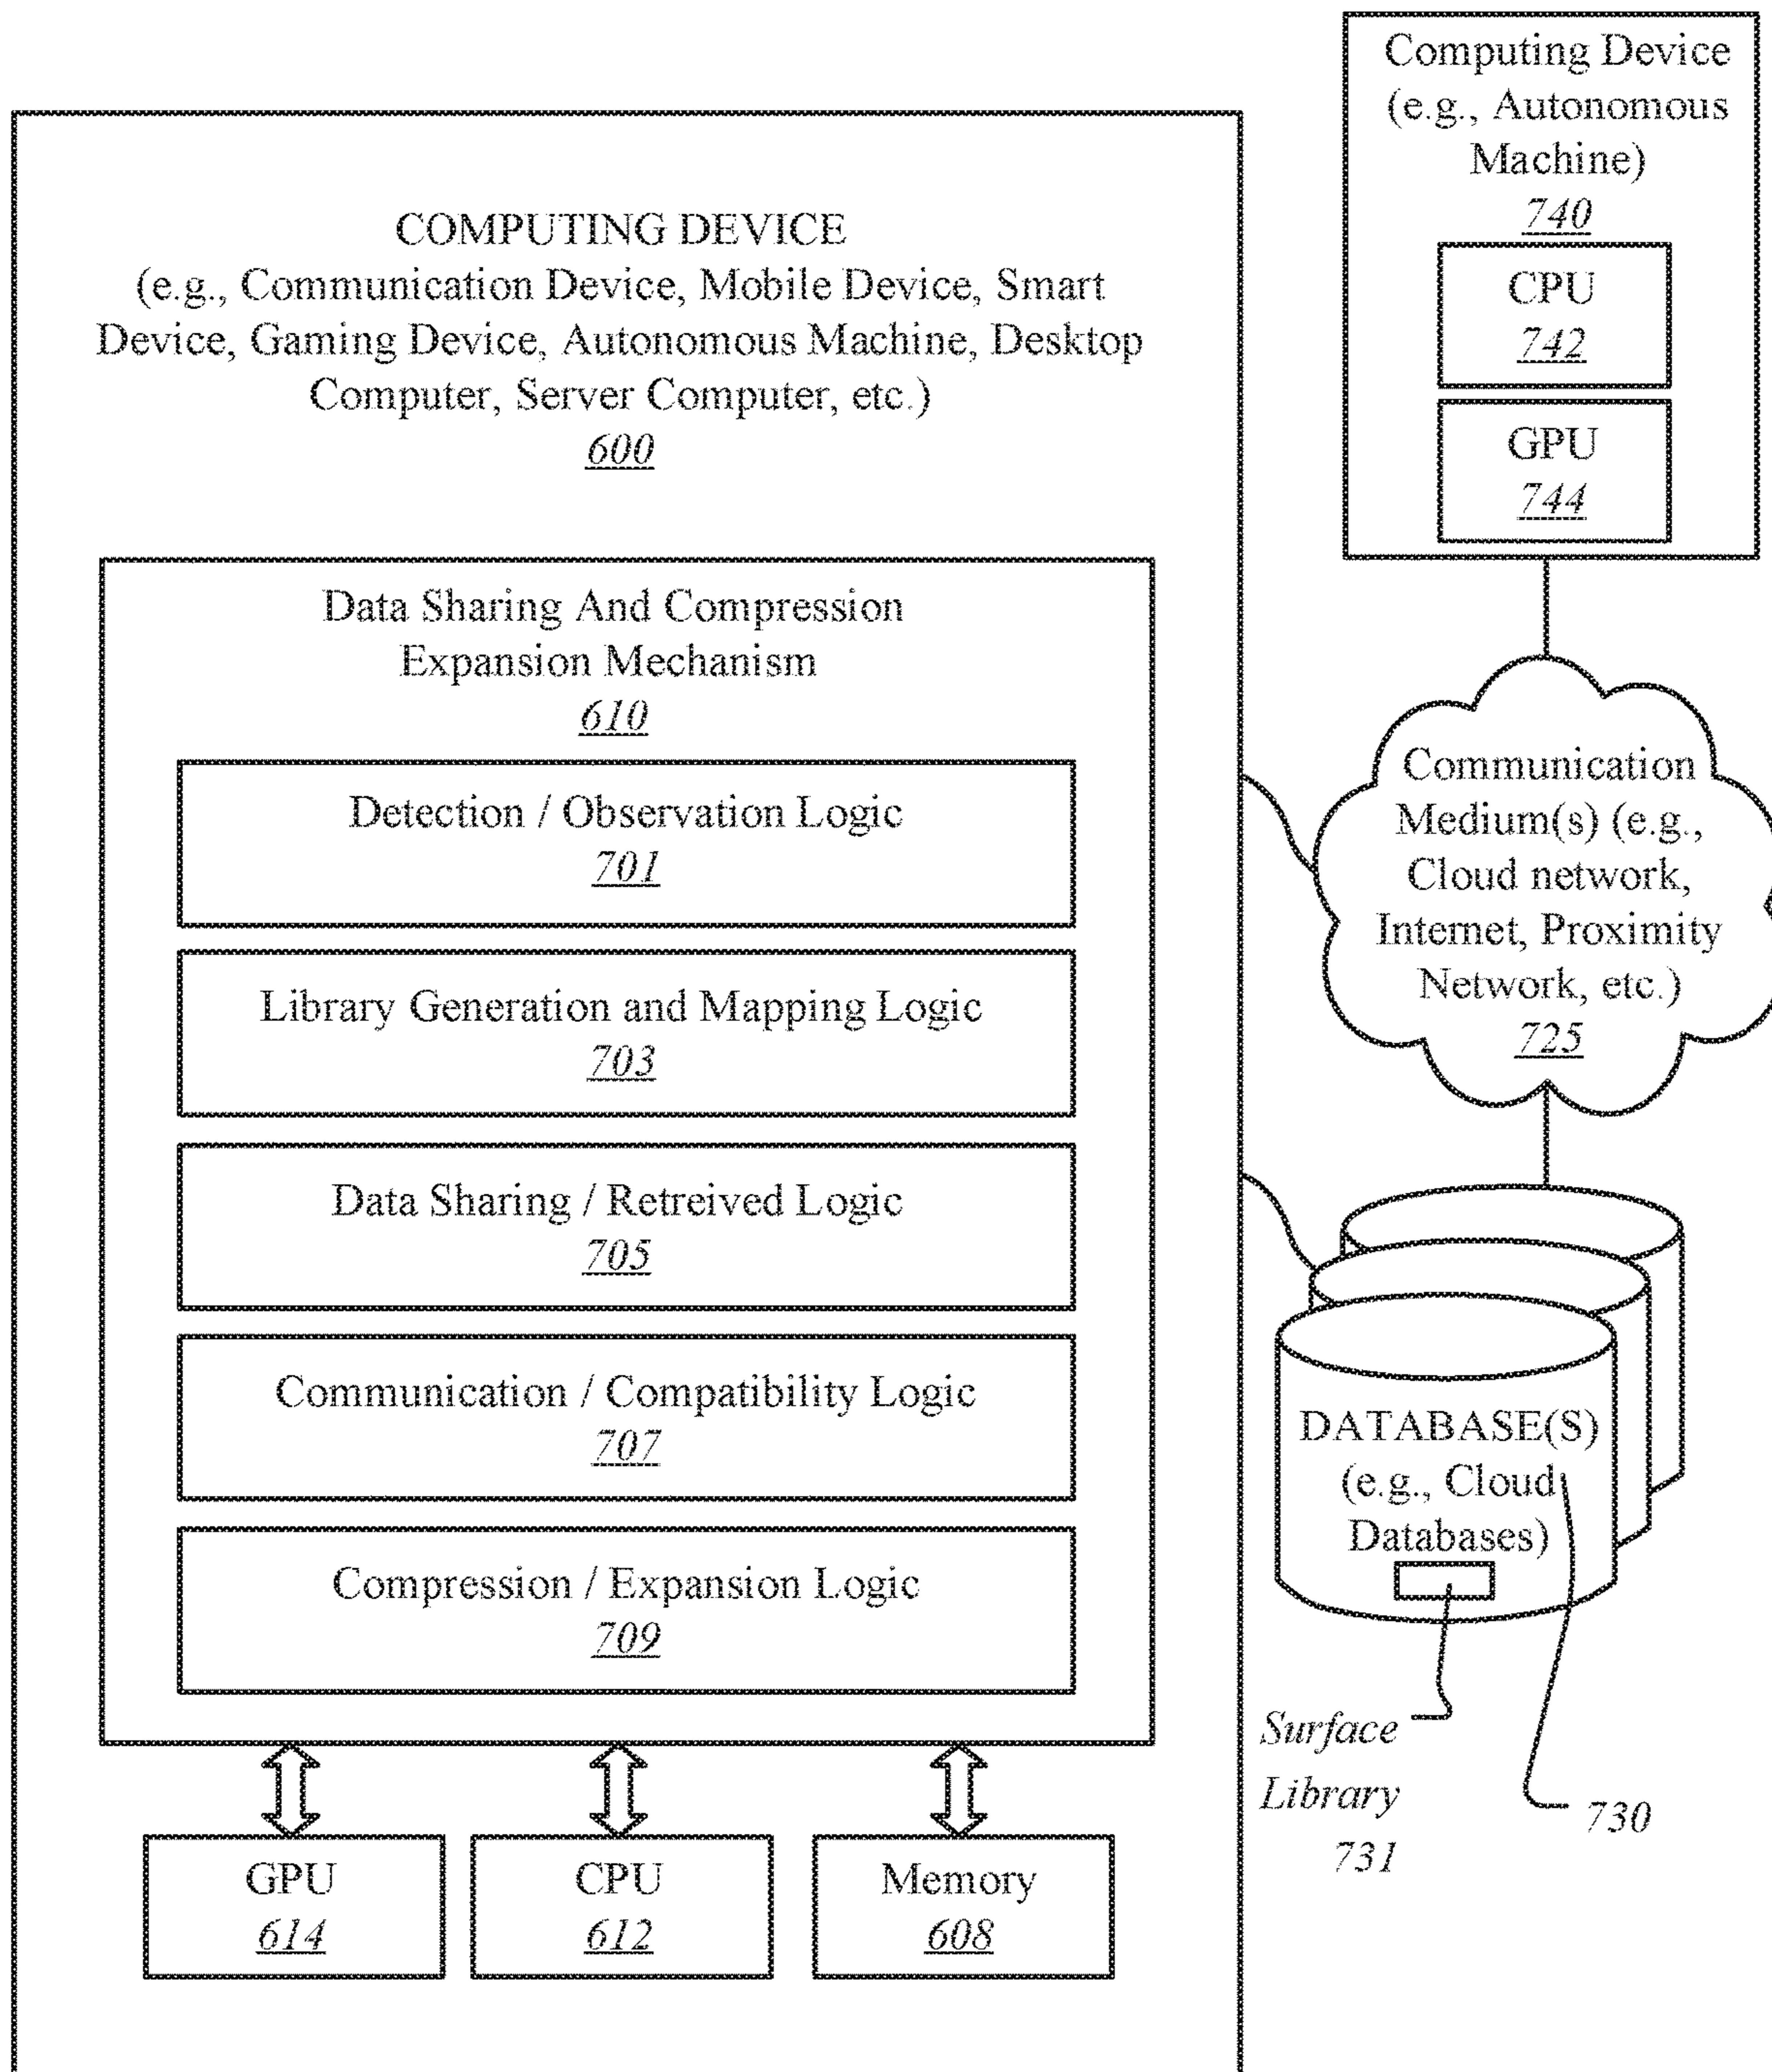 COMPUTING DEVICE
(e.g., Communication Device, Mobile Device, Smart
Device, Gaming Device, Autonomous Machine, Desktop
Computer, Server Computer, etc.)
600
Data Sharing And Compression
Expansion Mechanism
610
Detection / Observation Logic
701
Library Generation and Mapping Logic
703
Data Sharing / Retreived Logic
705
Communication / Compatibility Logic
707
Compression / Expansion Logic
709
GPU
614
CPU
612
Memory
608
Computing Device
(e.g., Autonomous
Machine)
740
CPU
742
GPU
744
Communication
Medium(s) (e.g.,
Cloud network,
Internet, Proximity
Network, etc.)
725
DATABASE(S)
(e.g., Cloud
Databases)
Surface
Library
731
730